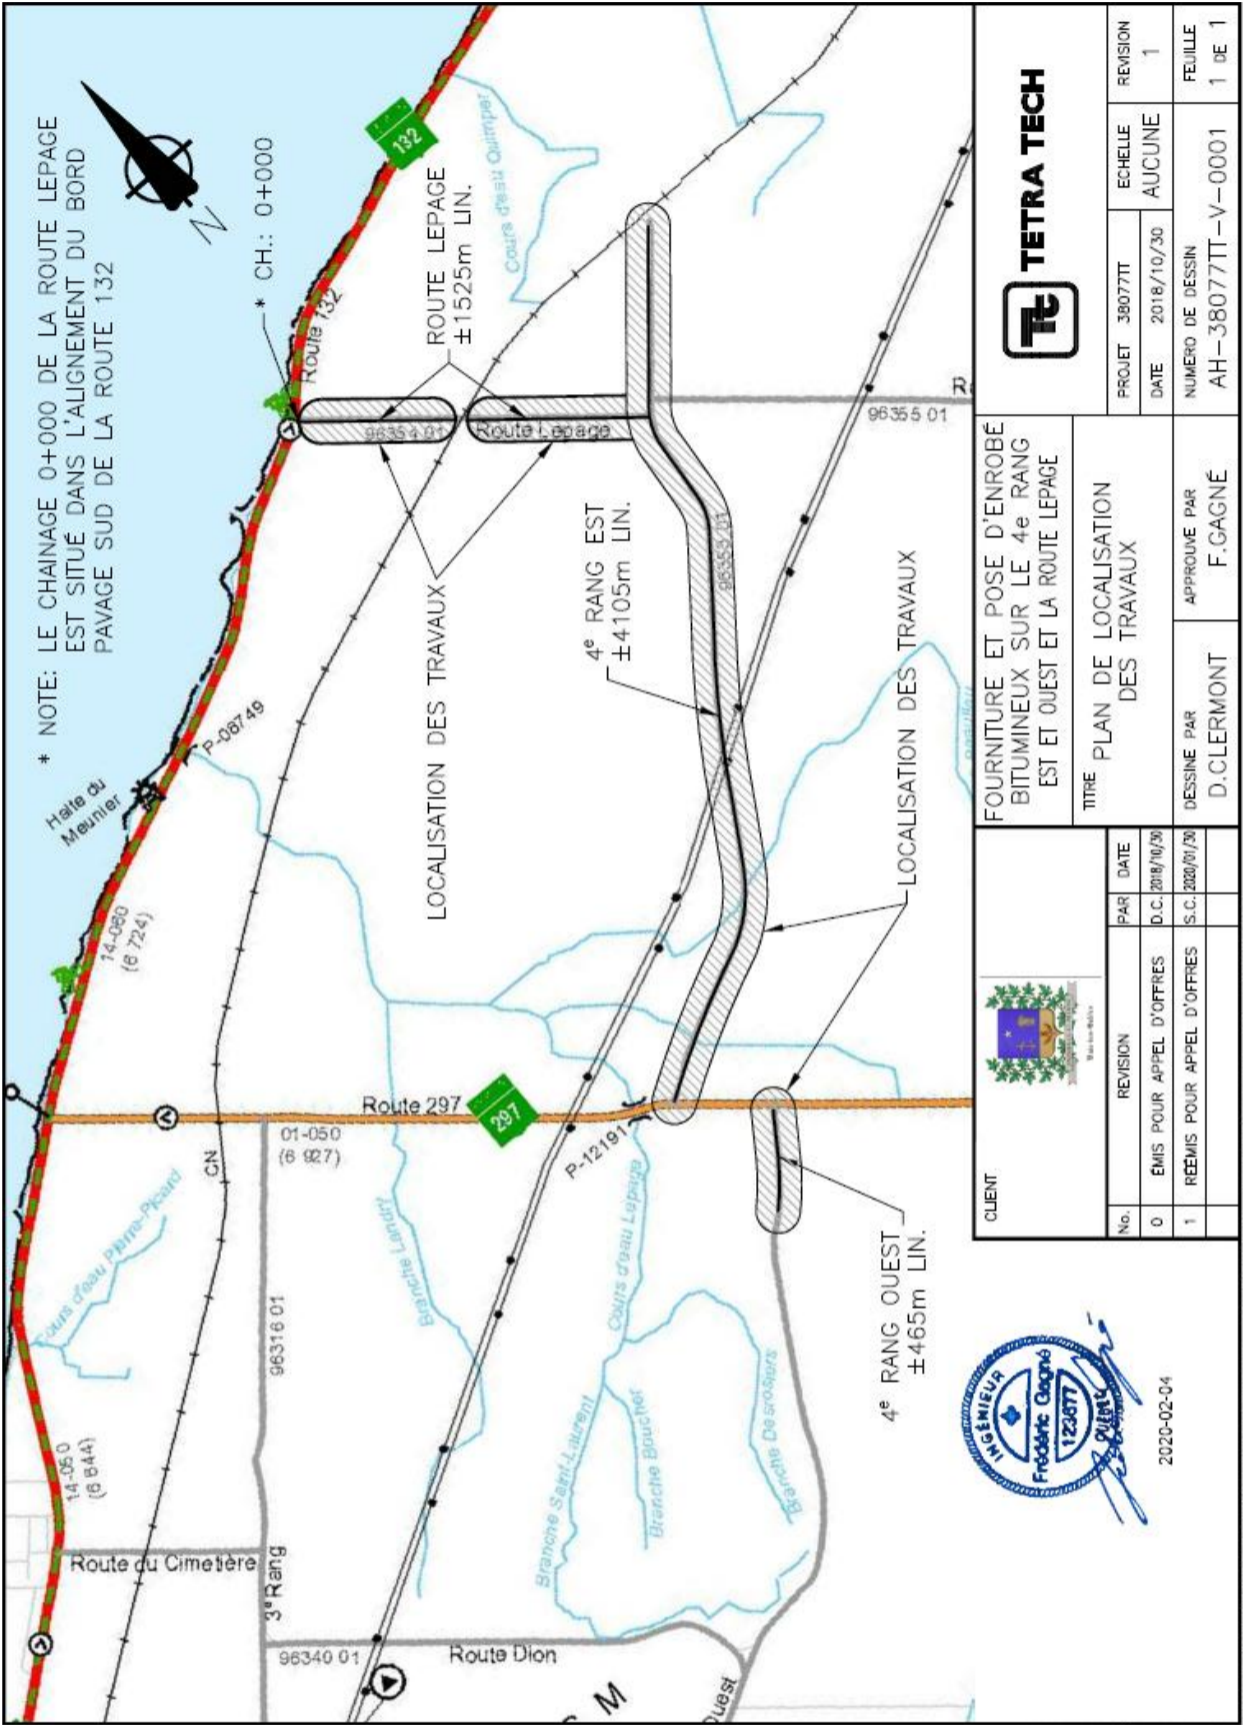 * NOTE: LE CHAINAGE 0+000 DE LA ROUTE LEPAGE
EST SITUÉ DANS L'ALIGNEMENT DU BORD
PAVAGE SUD DE LA ROUTE 132
N
* CH.: 0+000
132
Route 132
ROUTE LEPAGE
±1525m LIN.
Cours d'eau Quimper
96354 01
Route Lepage
96355 01
Halte du
Meunier
P-08749
LOCALISATION DES TRAVAUX
4e RANG EST
±4105m LIN.
96355 01
LOCALISATION DES TRAVAUX
14-060
(6 724)
Route 297
297
01-050
(6 927)
P-12191
CN
Cours d'eau Pierre-Picard
Branche Landry
Cours d'eau Lepage
96316 01
4e RANG OUEST
±465m LIN.
14-050
(6 844)
Branche Saint-Laurent
Branche Boucher
Branche Desrosiers
Route du Cimetière
3e Rang
96340 01
Route Dion
M
INGÉNIEUR
Frédéric Gagné
123677
QUÉBEC
2020-02-04
CLIENT
No.
REVISION
PAR
DATE
0
ÉMIS POUR APPEL D'OFFRES
D.C.
2018/10/30
1
RÉÉMIS POUR APPEL D'OFFRES
S.C.
2020/01/30
FOURNITURE ET POSE D'ENROBÉ
BITUMINEUX SUR LE 4e RANG
EST ET OUEST ET LA ROUTE LEPAGE
TITRE
PLAN DE LOCALISATION
DES TRAVAUX
DESSINE PAR
D.CLERMONT
APPROUVE PAR
F.GAGNÉ
TETRA TECH
PROJET 38077TT
ECHELLE
AUCUNE
REVISION
1
DATE 2018/10/30
NUMERO DE DESSIN
AH-38077TT-V-0001
FEUILLE
1 DE 1